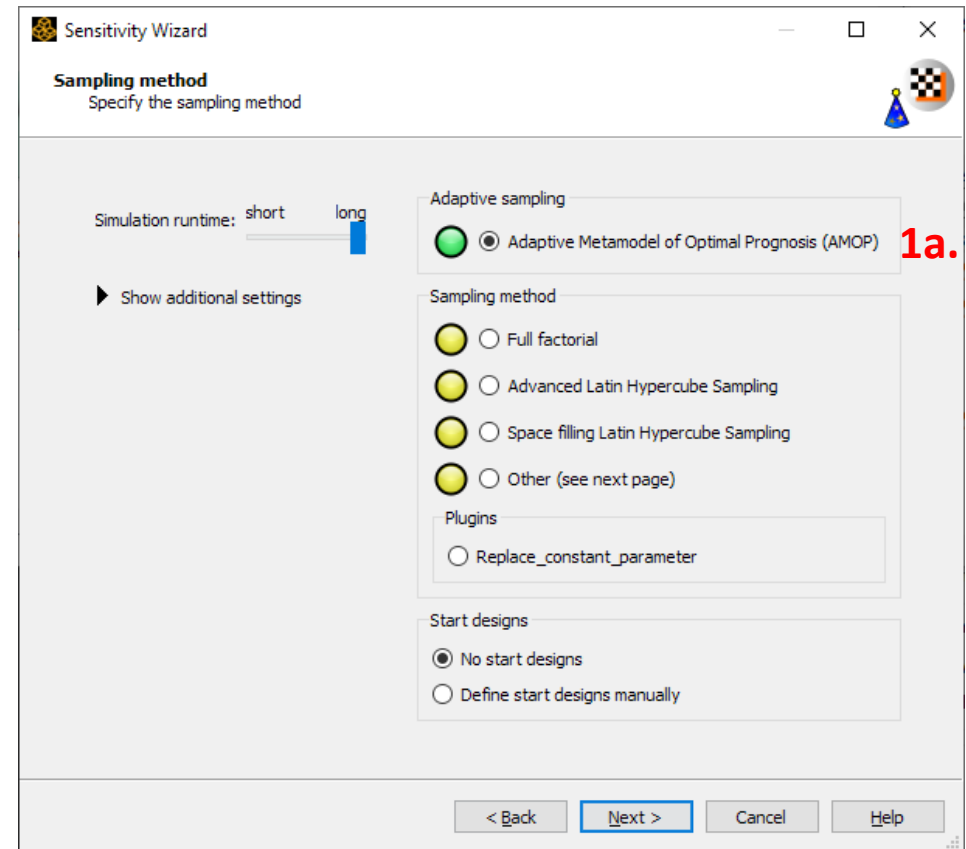 Sensitivity Wizard
Sampling method
Specify the sampling method
Simulation runtime: short long
Show additional settings
Adaptive sampling
Adaptive Metamodel of Optimal Prognosis (AMOP) 1a.
Sampling method
Full factorial
Advanced Latin Hypercube Sampling
Space filling Latin Hypercube Sampling
Other (see next page)
Plugins
Replace_constant_parameter
Start designs
No start designs
Define start designs manually
< Back Next > Cancel Help